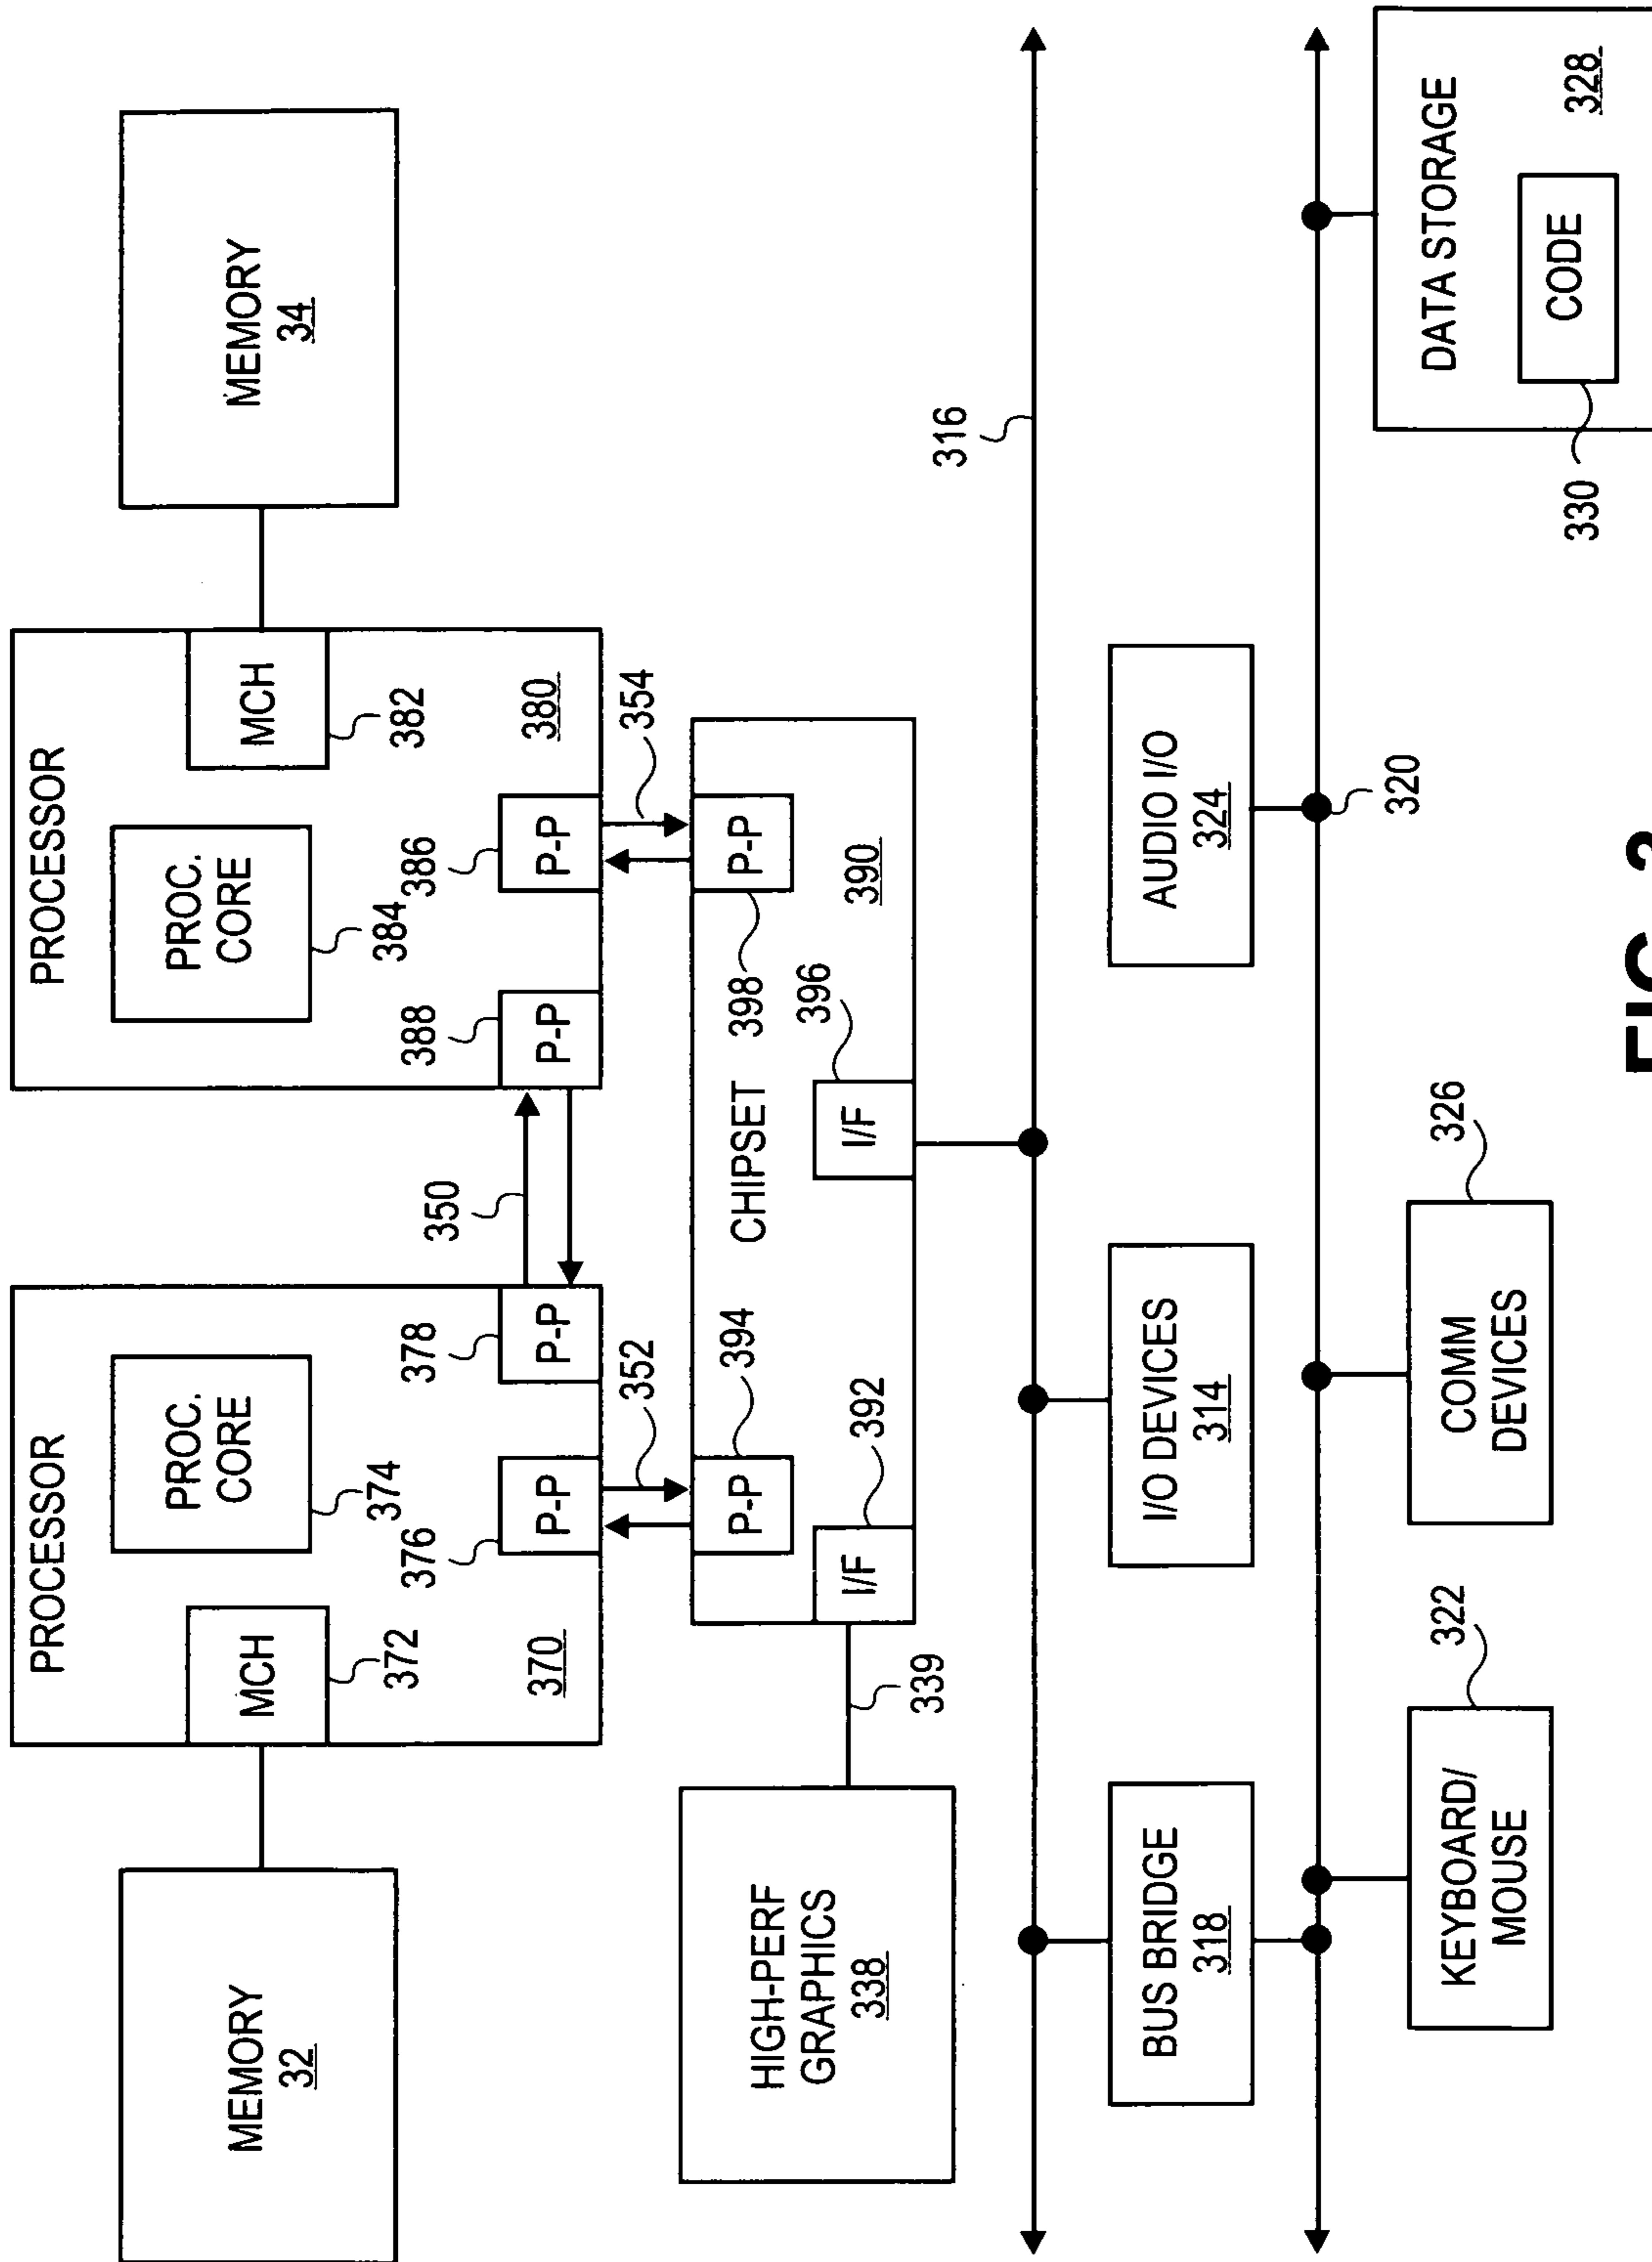 PROCESSOR
PROCESSOR
MEMORY
32
MCH
372
PROC.
CORE
374
376
P-P
378
P-P
370
350
388
P-P
PROC.
CORE
384
386
P-P
MCH
382
380
MEMORY
34
352
354
HIGH-PERF
GRAPHICS
338
339
P-P
394
I/F
392
CHIPSET
I/F
396
P-P
398
390
316
BUS BRIDGE
318
I/O DEVICES
314
AUDIO I/O
324
320
KEYBOARD/
MOUSE
322
COMM
DEVICES
326
DATA STORAGE
CODE
328
330
FIG. 3